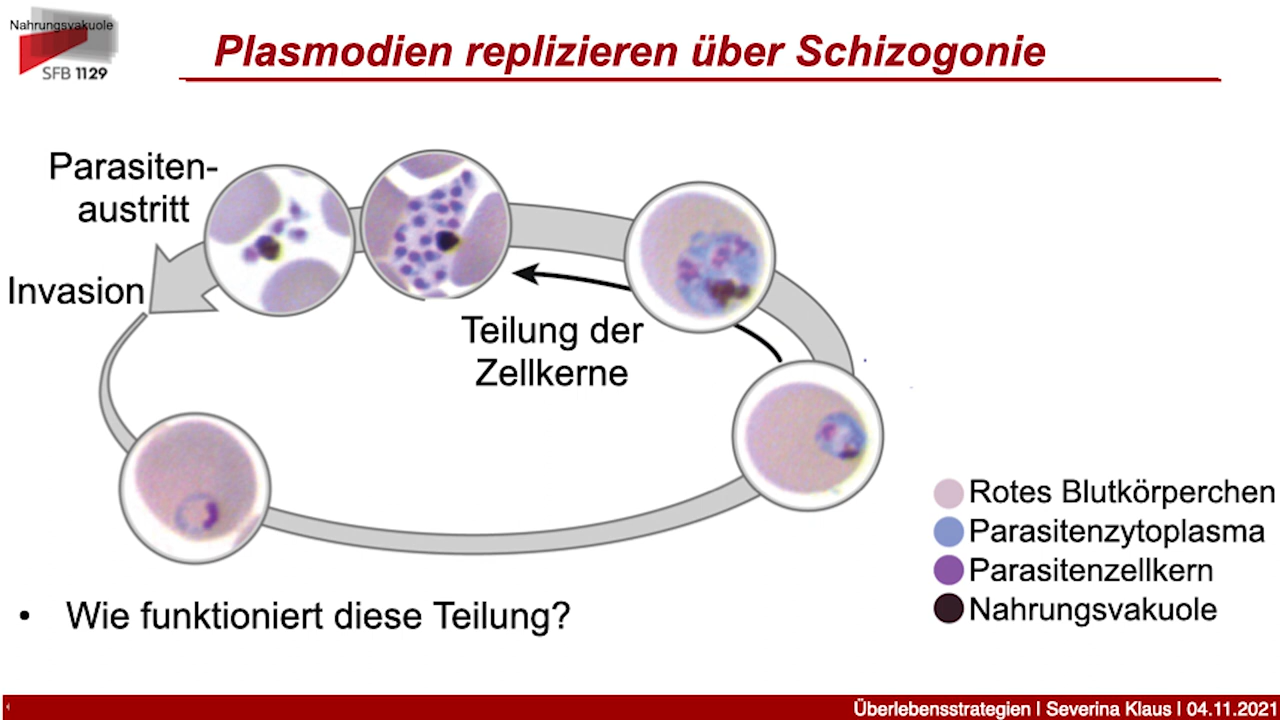 Nahrungsvakuole
SFB 1129
Plasmodien replizieren über Schizogonie
Parasiten-
austritt
Invasion
Teilung der
Zellkerne
Rotes Blutkörperchen
Parasitenzytoplasma
Parasitenzellkern
Nahrungsvakuole
• Wie funktioniert diese Teilung?
Überlebensstrategien I Severina Klaus I 04.11.2021